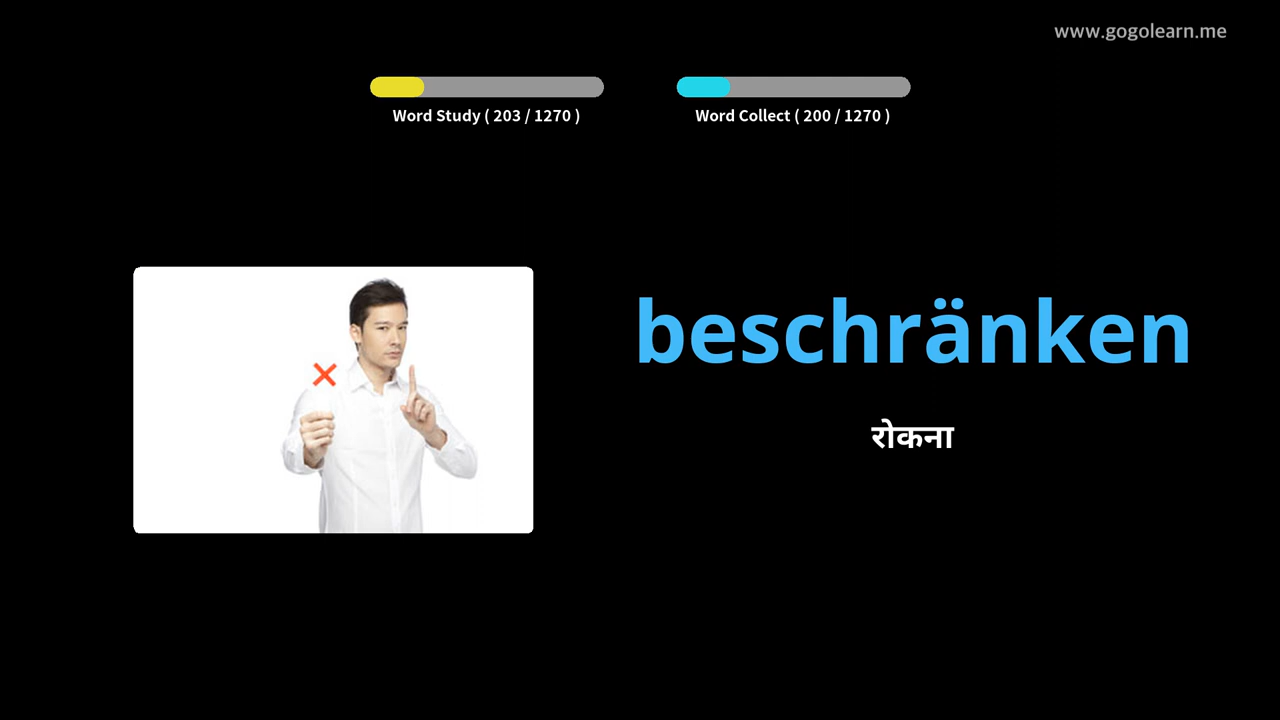 www.gogolearn.me
Word Study ( 203 / 1270 )
Word Collect ( 200 / 1270 )
beschränken
रोकना